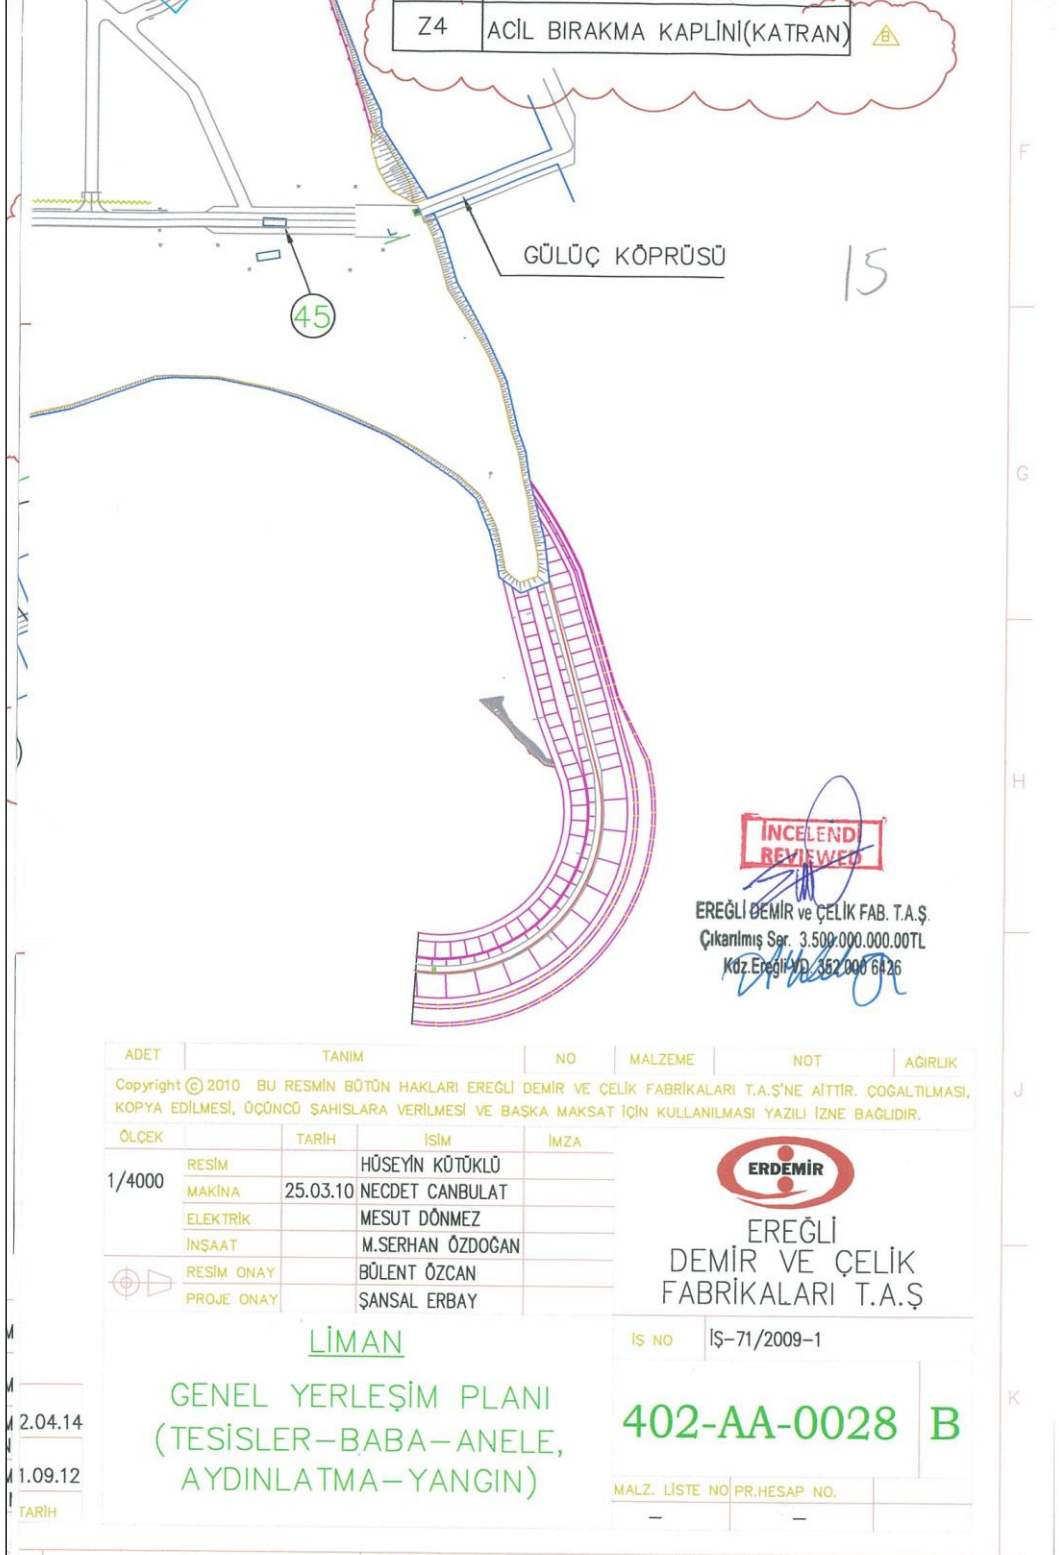 Z4 ACİL BIRAKMA KAPLİNİ(KATRAN) B
F
GÜLÜÇ KÖPRÜSÜ
15
45
G
H
İNCELENDİ
REVIEWED
EREĞLİ DEMİR ve ÇELİK FAB. T.A.Ş.
Çıkarılmış Ser. 3.500.000.000.00TL
Kdz.Ereğli VD. 352 000 6426
ADET TANIM NO MALZEME NOT AĞIRLIK
Copyright © 2010 BU RESMİN BÜTÜN HAKLARI EREĞLİ DEMİR VE ÇELİK FABRİKALARI T.A.Ş'NE AİTTİR. ÇOĞALTILMASI,
KOPYA EDİLMESİ, ÜÇÜNCÜ ŞAHISLARA VERİLMESİ VE BAŞKA MAKSAT İÇİN KULLANILMASI YAZILI İZNE BAĞLIDIR.
J
ÖLÇEK TARİH İSİM İMZA
1/4000
RESİM HÜSEYİN KÜTÜKLÜ
MAKİNA 25.03.10 NECDET CANBULAT
ELEKTRİK MESUT DÖNMEZ
İNŞAAT M.SERHAN ÖZDOĞAN
RESİM ONAY BÜLENT ÖZCAN
PROJE ONAY ŞANSAL ERBAY
ERDEMİR
EREĞLİ
DEMİR VE ÇELİK
FABRİKALARI T.A.Ş
LİMAN
GENEL YERLEŞİM PLANI
(TESİSLER-BABA-ANELE,
AYDINLATMA-YANGIN)
İŞ NO İŞ-71/2009-1
402-AA-0028 B
K
MALZ. LİSTE NO PR.HESAP NO.
– –
2.04.14
1.09.12
TARİH